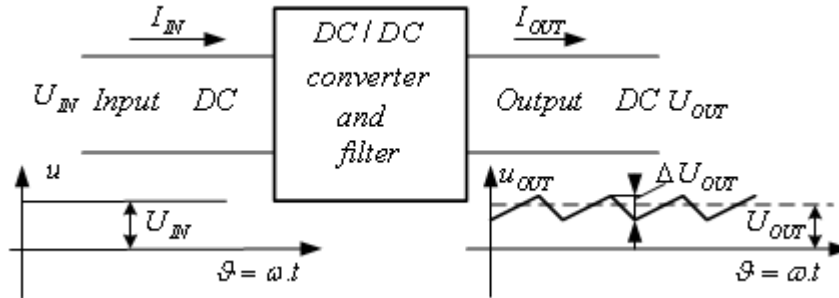 I_IN
DC / DC
converter
and
filter
I_OUT
U_IN Input DC
Output DC U_OUT
u
U_IN
ϑ = ω.t
u_OUT
ΔU_OUT
U_OUT
ϑ = ω.t